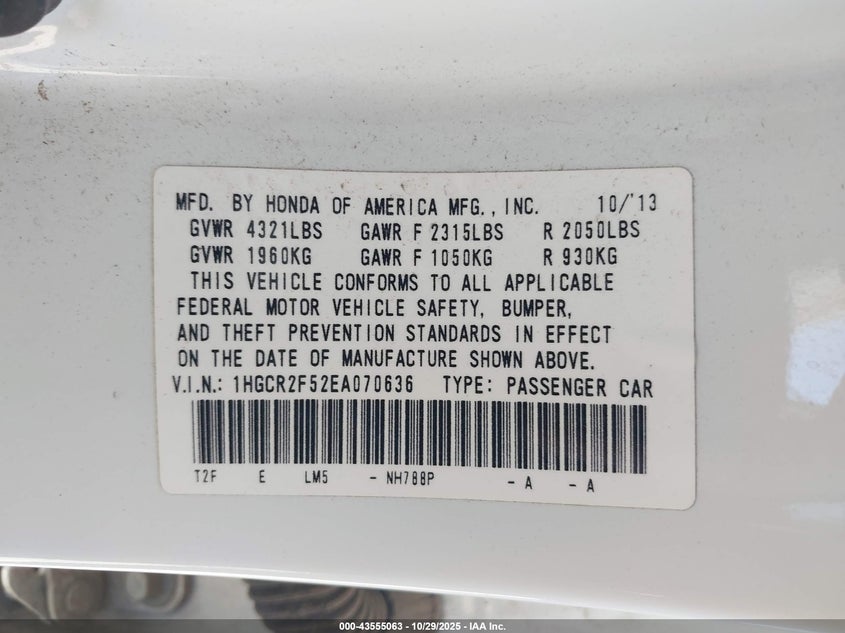 MFD. BY HONDA OF AMERICA MFG., INC. 10/'13
GVWR 4321LBS GAWR F 2315LBS R 2050LBS
GVWR 1960KG GAWR F 1050KG R 930KG
THIS VEHICLE CONFORMS TO ALL APPLICABLE
FEDERAL MOTOR VEHICLE SAFETY, BUMPER,
AND THEFT PREVENTION STANDARDS IN EFFECT
ON THE DATE OF MANUFACTURE SHOWN ABOVE.
V.I.N.: 1HGCR2F52EA070636 TYPE: PASSENGER CAR
T2F E LM5 - NH788P - A - A
000-43555063 - 10/29/2025 - IAA Inc.